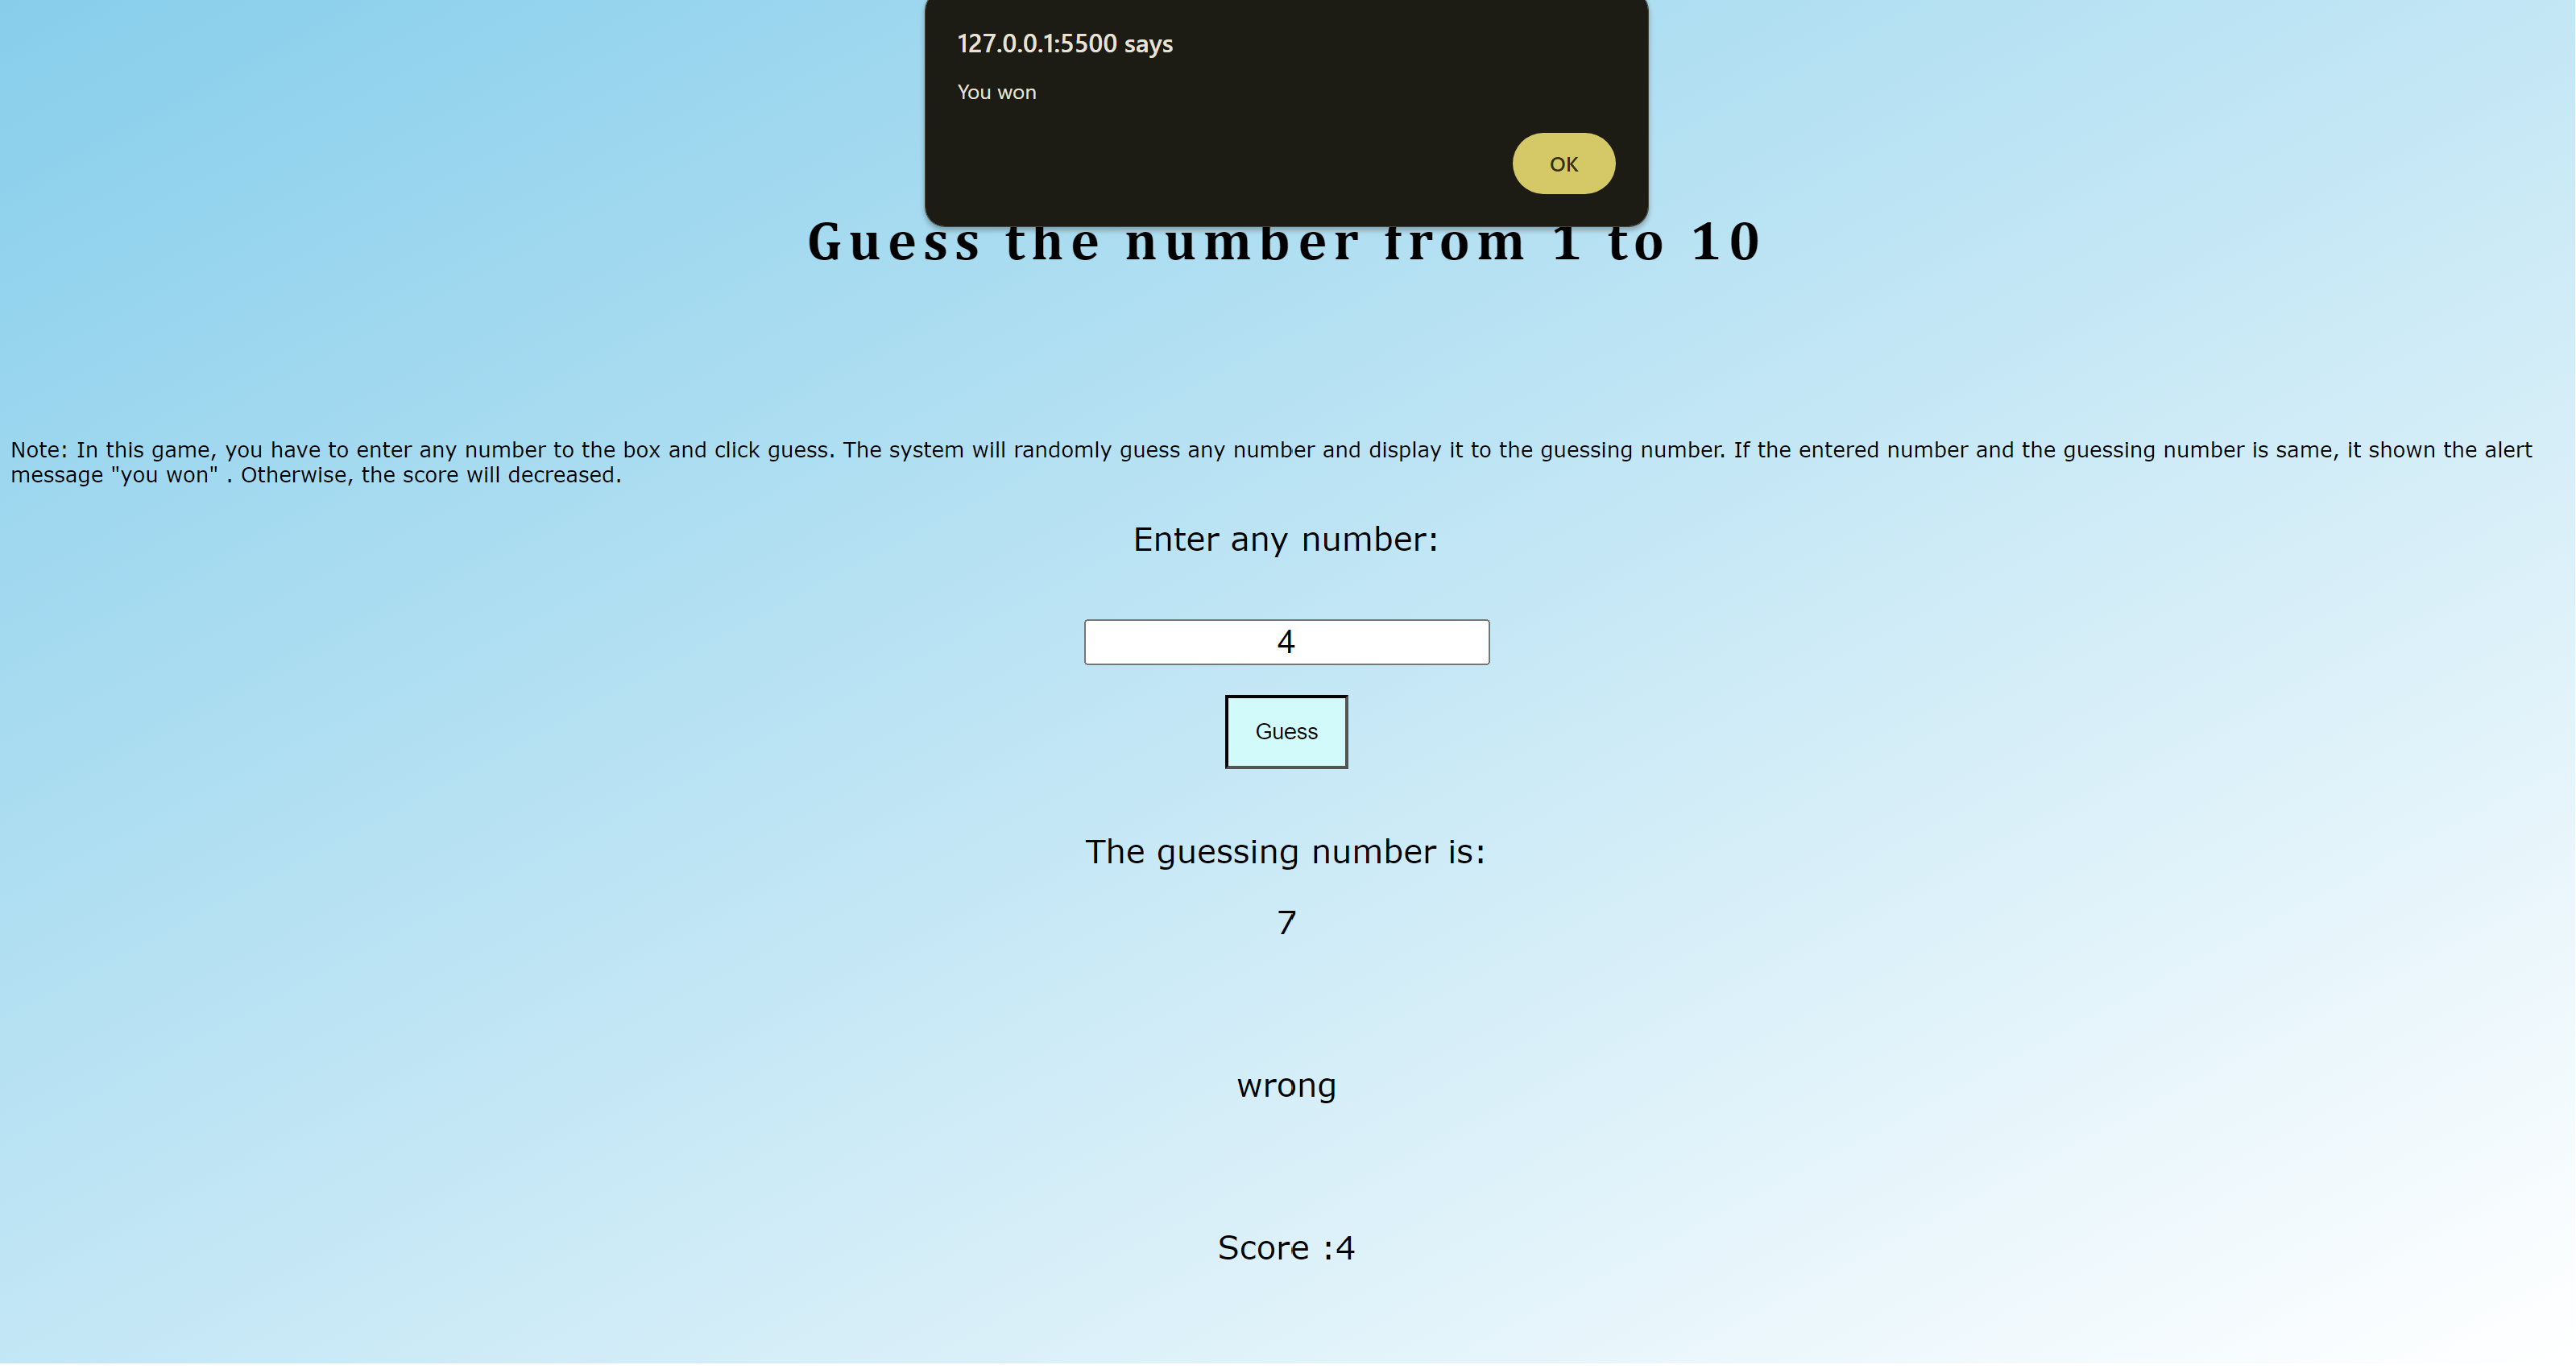 127.0.0.1:5500 says
You won
OK
Guess the number from 1 to 10
Note: In this game, you have to enter any number to the box and click guess. The system will randomly guess any number and display it to the guessing number. If the entered number and the guessing number is same, it shown the alert
message "you won" . Otherwise, the score will decreased.
Enter any number:
4
Guess
The guessing number is:
7
wrong
Score :4